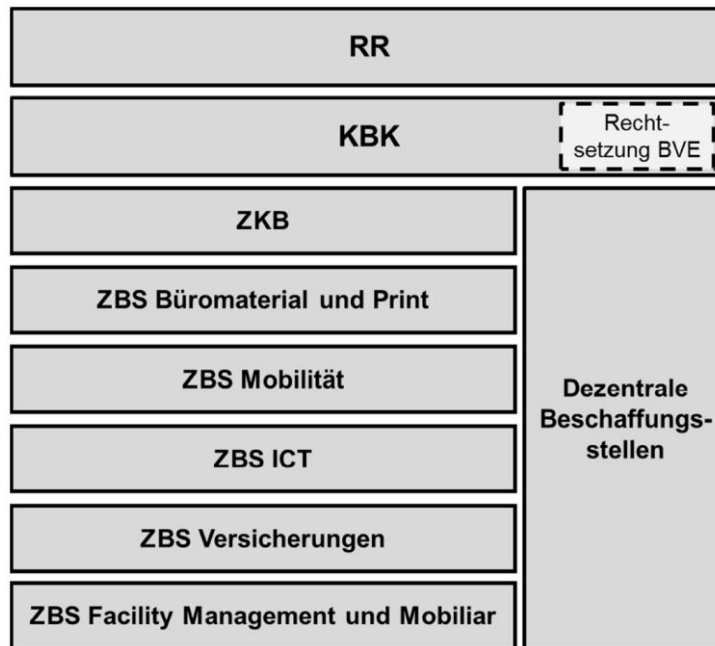 RR
KBK
Recht-
setzung BVE
ZKB
ZBS Büromaterial und Print
ZBS Mobilität
ZBS ICT
ZBS Versicherungen
ZBS Facility Management und Mobiliar
Dezentrale
Beschaffungs-
stellen